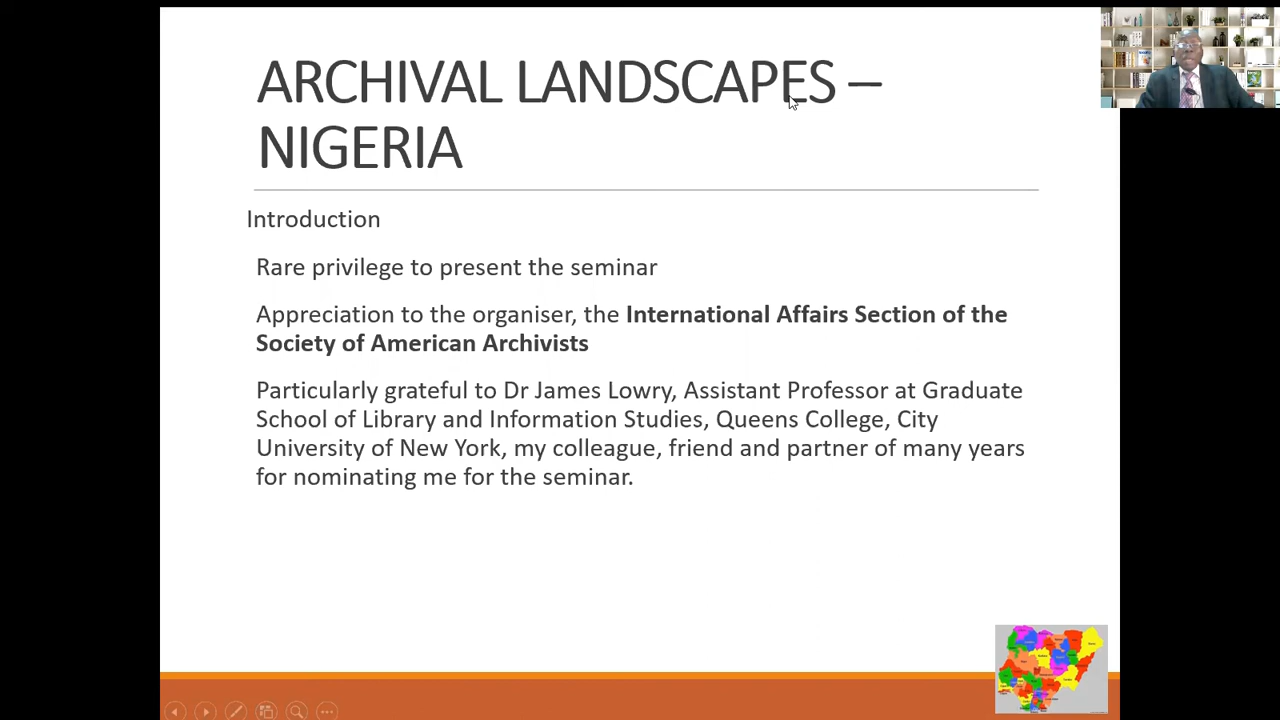 ARCHIVAL LANDSCAPES –
NIGERIA
Introduction
Rare privilege to present the seminar
Appreciation to the organiser, the International Affairs Section of the
Society of American Archivists
Particularly grateful to Dr James Lowry, Assistant Professor at Graduate
School of Library and Information Studies, Queens College, City
University of New York, my colleague, friend and partner of many years
for nominating me for the seminar.